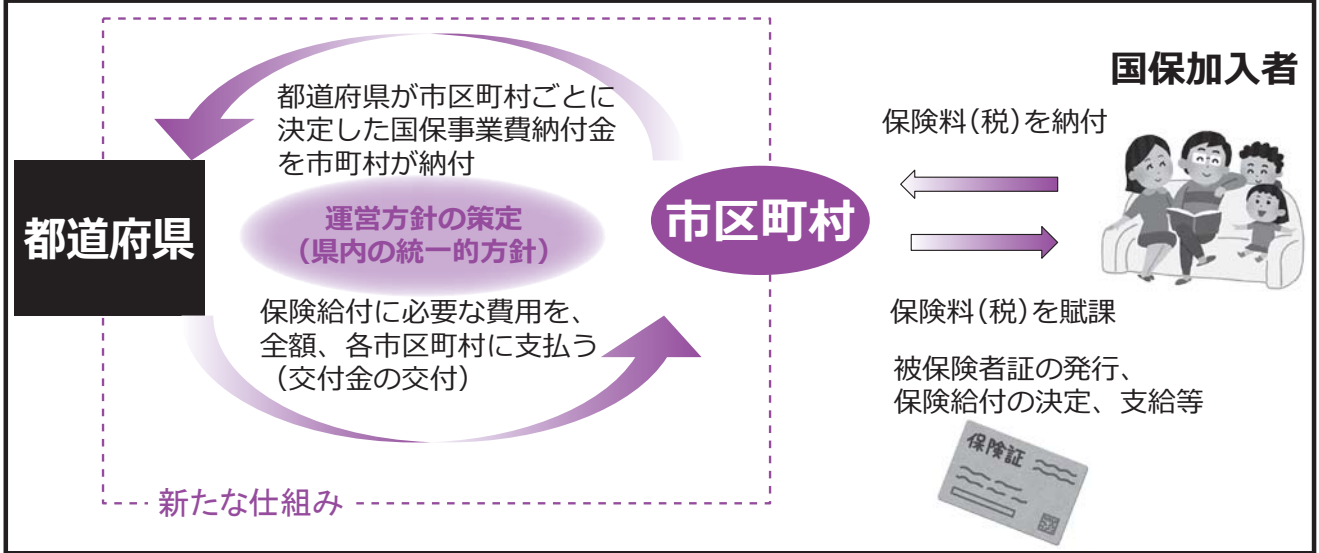 都道府県が市区町村ごとに
決定した国保事業費納付金
を市町村が納付
都道府県
運営方針の策定
（県内の統一的方針）
市区町村
保険給付に必要な費用を、
全額、各市区町村に支払う
（交付金の交付）
新たな仕組み
国保加入者
保険料(税)を納付
保険料(税)を賦課
被保険者証の発行、
保険給付の決定、支給等
保険証